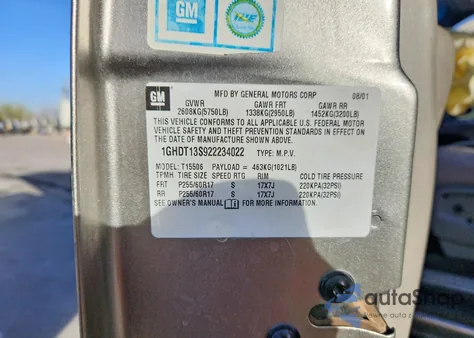 GM
GM
MFD BY GENERAL MOTORS CORP 08/01
GVWR GAWR FRT GAWR RR
2608KG(5750LB) 1338KG(2950LB) 1452KG(3200LB)
THIS VEHICLE CONFORMS TO ALL APPLICABLE U.S. FEDERAL MOTOR
VEHICLE SAFETY AND THEFT PREVENTION STANDARDS IN EFFECT ON
THE DATE OF MANUFACTURE SHOWN ABOVE.
1GHDT13S922234022 TYPE: M.P.V.
MODEL: T15506 PAYLOAD = 463KG(1021LB)
TPMH TIRE SIZE SPEED RTG RIM COLD TIRE PRESSURE
FRT P255/60R17 S 17X7J 220KPA(32PSI)
RR P255/60R17 S 17X7J 220KPA(32PSI)
SEE OWNER'S MANUAL FOR MORE INFORMATION.
autaSnap